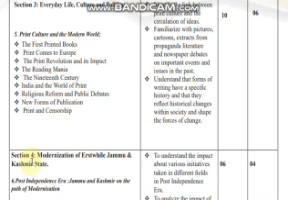 Section 3: Everyday Life, Culture and
BANDICAM.COM
circulation of ideas.
10
06
Familiarize with pictures,
cartoons, extracts from
propaganda literature
and newspaper debates
on important events and
issues in the past.
Understand that forms of
writing have a specific
history and that they
reflect historical changes
within society and shape
the forces of change.
5. Print Culture and the Modern World:
The First Printed Books
Print Comes to Europe
The Print Revolution and its Impact
The Reading Mania
The Nineteenth Century
India and the World of Print
Religious Reform and Public Debates
New Forms of Publication
Print and Censorship
Section 4: Modernization of Erstwhile Jammu &
Kashmir State.
6.Post Independence Era :Jammu and Kashmir on the
path of Modernization
To understand the impact
about various initiatives
taken in different fields
in Post Independence
Era.
To analyze the impact of
06
04